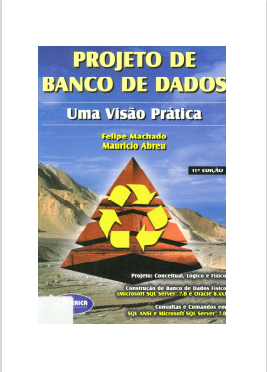 PROJETO DE
BANCO DE DADOS
Uma Visão Prática
Felipe Machado
Maurício Abreu
11ª EDIÇÃO
Projeto: Conceitual, Lógico e Físico
Construção de Banco de Dados Físico
(Microsoft SQL Server 7.0 e Oracle 8.xx)
Consultas e Comandos em
SQL ANSI e Microsoft SQL Server 7.0